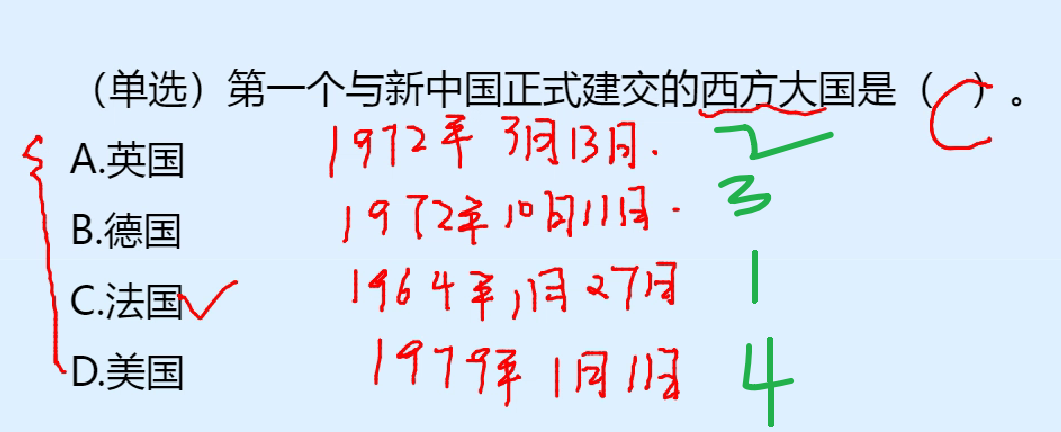 （单选）第一个与新中国正式建交的西方大国是（ C ）。
A.英国 1972年3月13日. 2
B.德国 1972年10月11日. 3
C.法国✓ 1964年1月27日 1
D.美国 1979年1月1日 4